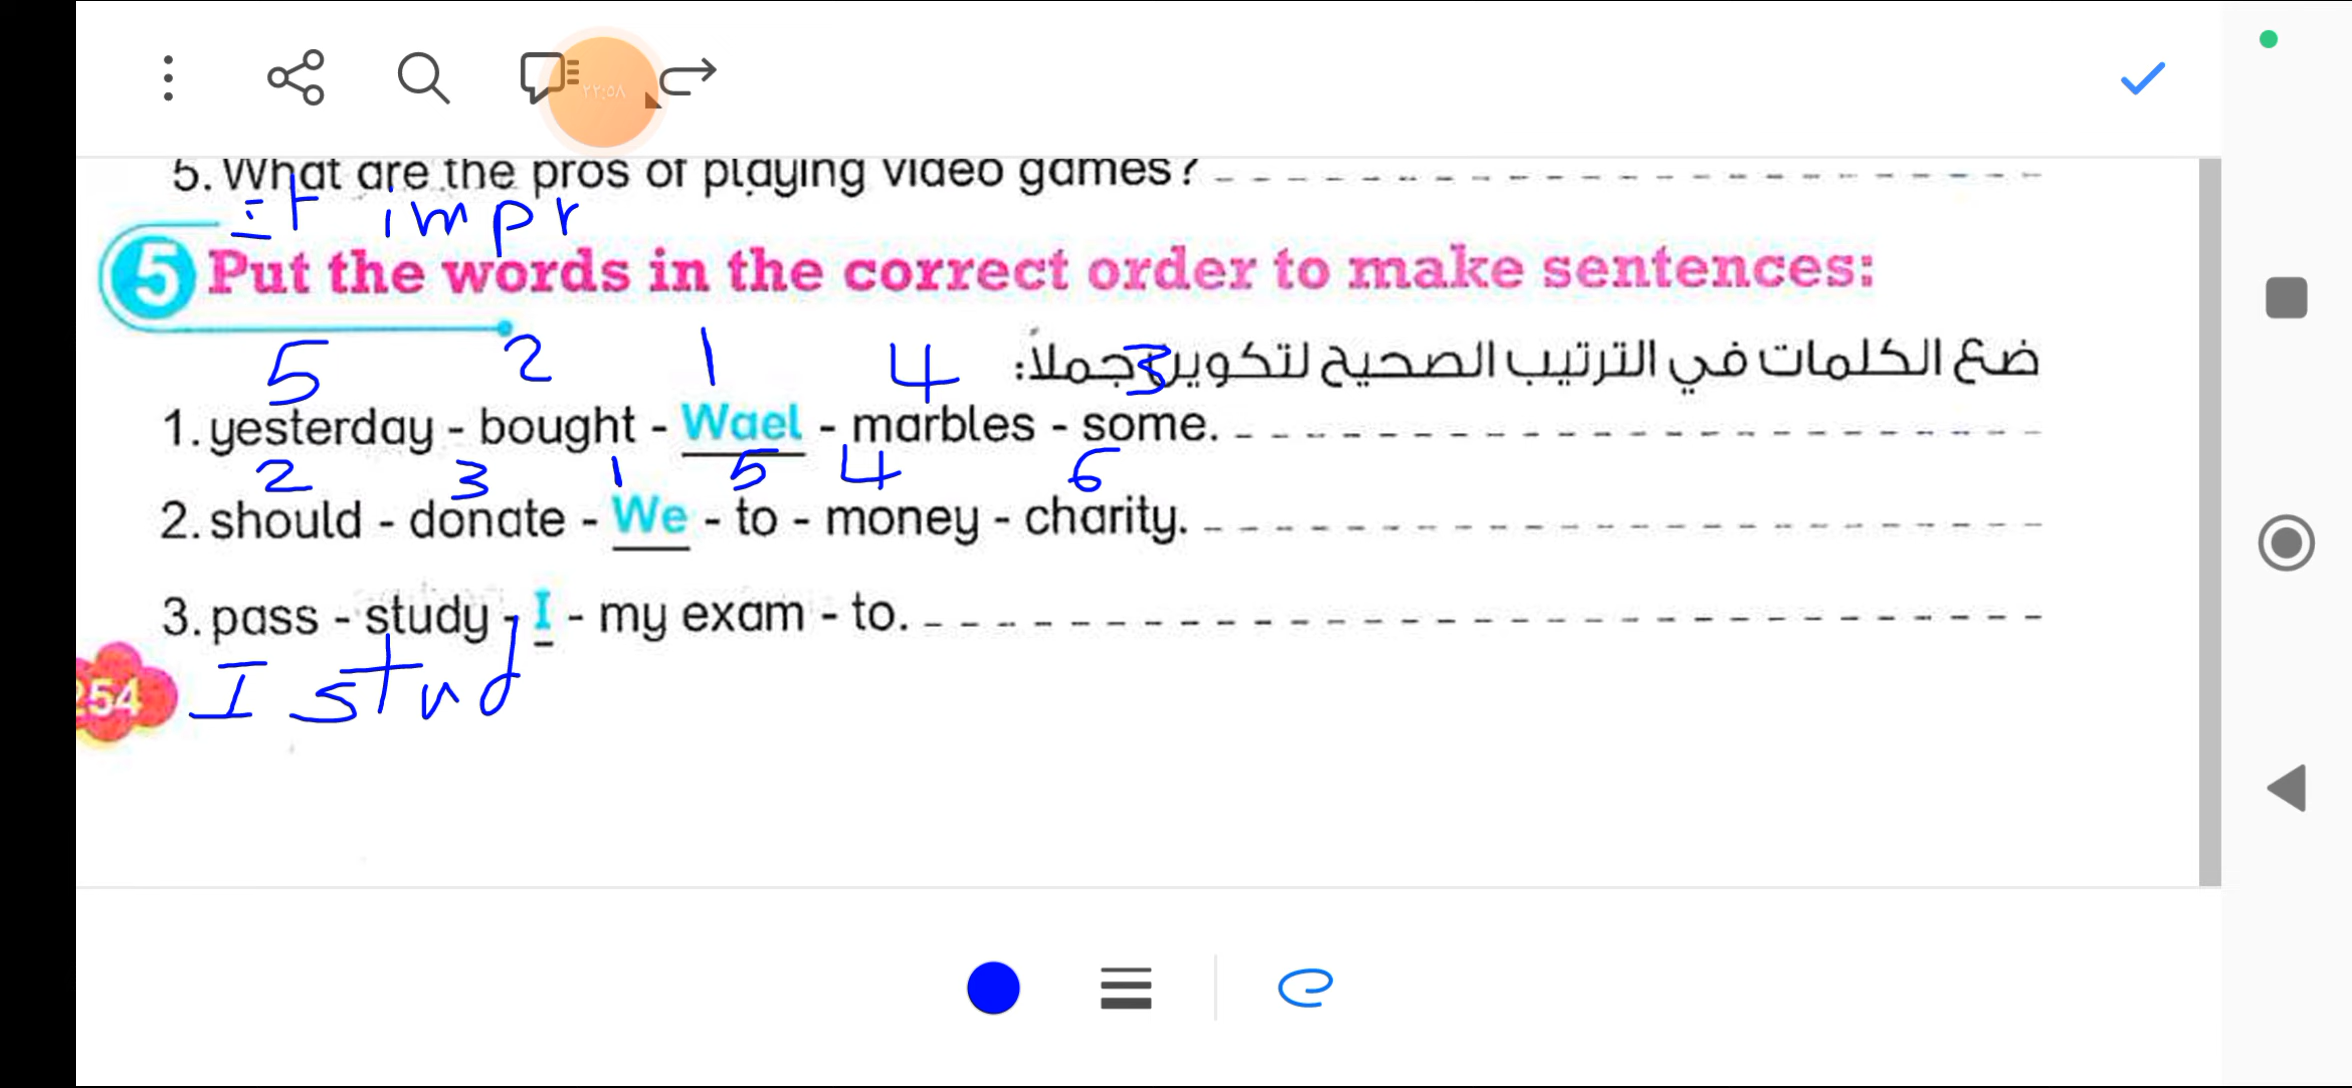 ٢٢:٥٨
5. What are the pros of playing video games?
It impr
5 Put the words in the correct order to make sentences:
ضع الكلمات في الترتيب الصحيح لتكوين جملاً:
5 2 1 4 3
1. yesterday - bought - Wael - marbles - some.
2 3 1 5 4 6
2. should - donate - We - to - money - charity.
3. pass - study - I - my exam - to.
254
I stud